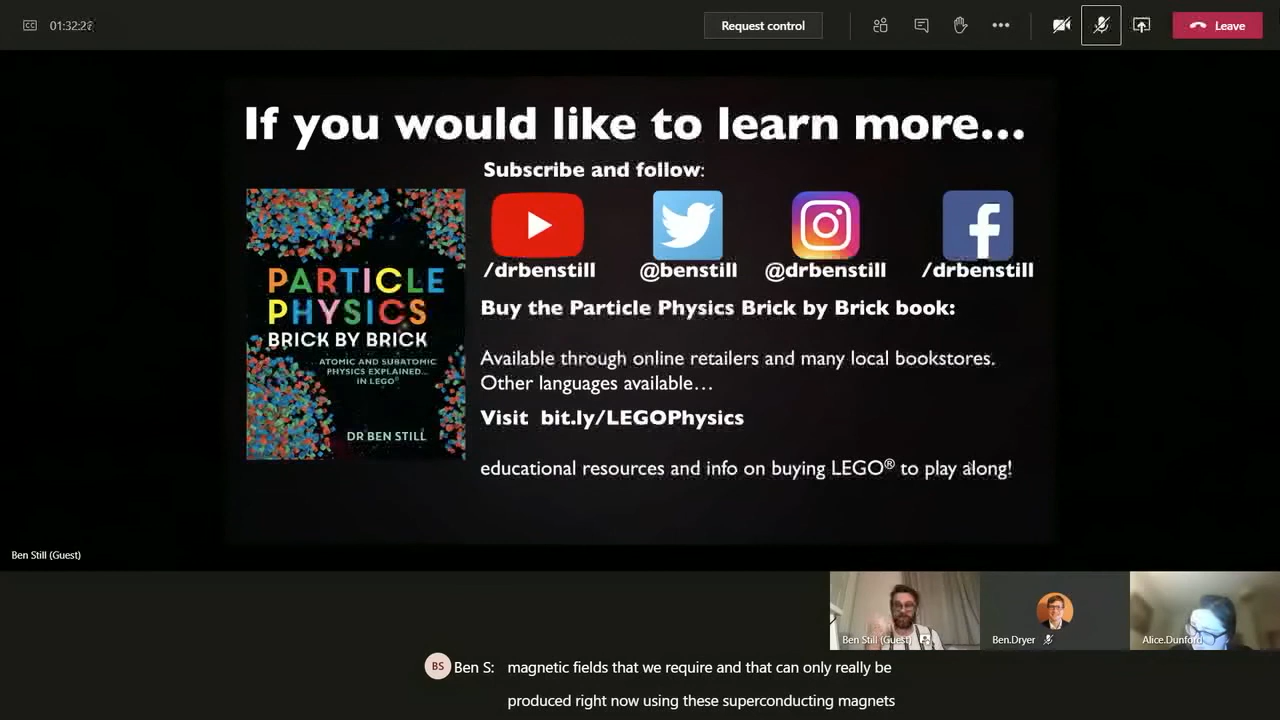 CC 01:32:28
Request control
Leave
If you would like to learn more...
Subscribe and follow:
/drbenstill
@benstill
@drbenstill
/drbenstill
PARTICLE
PHYSICS
BRICK BY BRICK
ATOMIC AND SUBATOMIC
PHYSICS EXPLAINED...
IN LEGO®
DR BEN STILL
Buy the Particle Physics Brick by Brick book:
Available through online retailers and many local bookstores.
Other languages available...
Visit bit.ly/LEGOPhysics
educational resources and info on buying LEGO® to play along!
Ben Still (Guest)
Ben Still (Guest)
Ben.Dryer
Alice.Dunford
BS Ben S: magnetic fields that we require and that can only really be
produced right now using these superconducting magnets